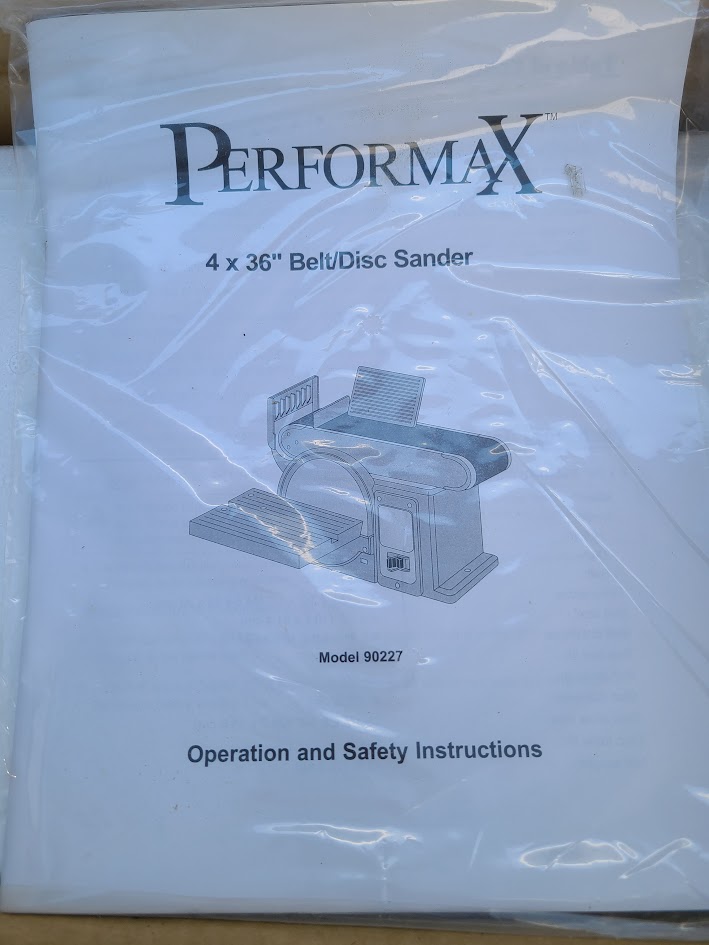 PERFORMAX™
4 x 36" Belt/Disc Sander
Model 90227
Operation and Safety Instructions